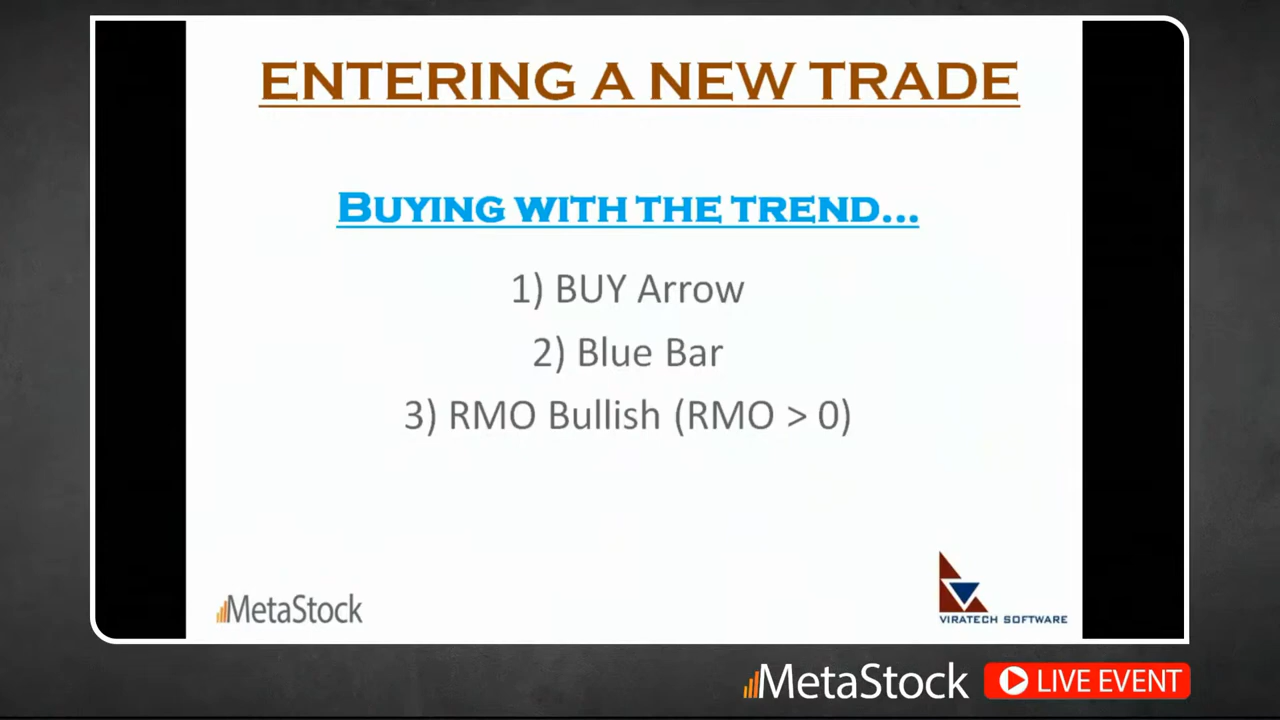 ENTERING A NEW TRADE
BUYING WITH THE TREND...
1) BUY Arrow
2) Blue Bar
3) RMO Bullish (RMO > 0)
MetaStock
VIRATECH SOFTWARE
MetaStock LIVE EVENT